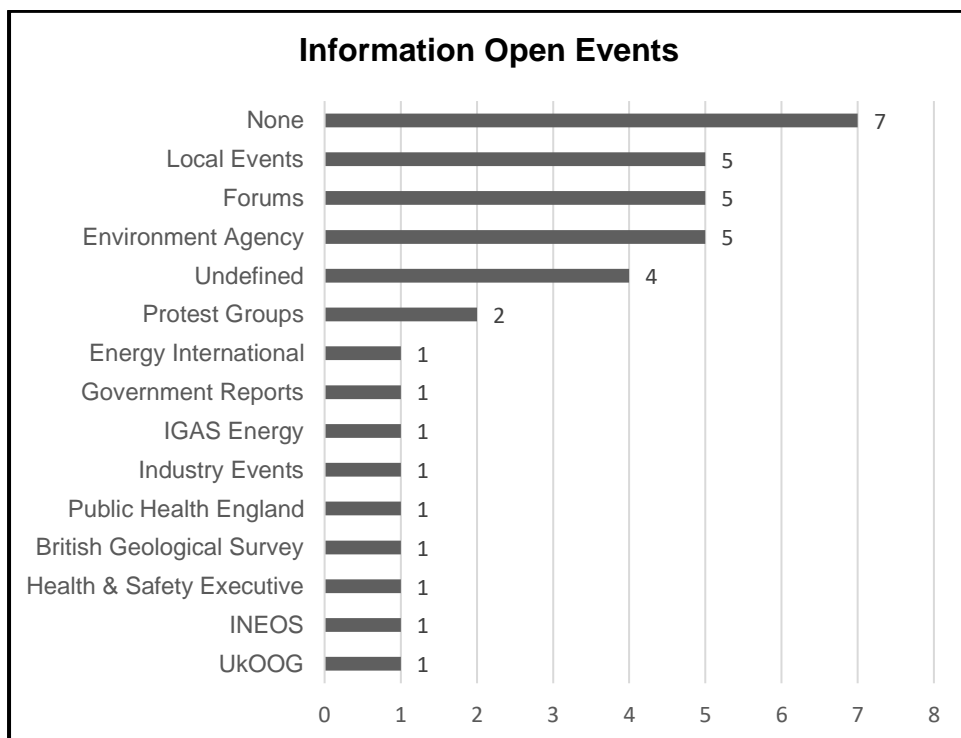 Information Open Events
None 7
Local Events 5
Forums 5
Environment Agency 5
Undefined 4
Protest Groups 2
Energy International 1
Government Reports 1
IGAS Energy 1
Industry Events 1
Public Health England 1
British Geological Survey 1
Health & Safety Executive 1
INEOS 1
UkOOG 1
0 1 2 3 4 5 6 7 8